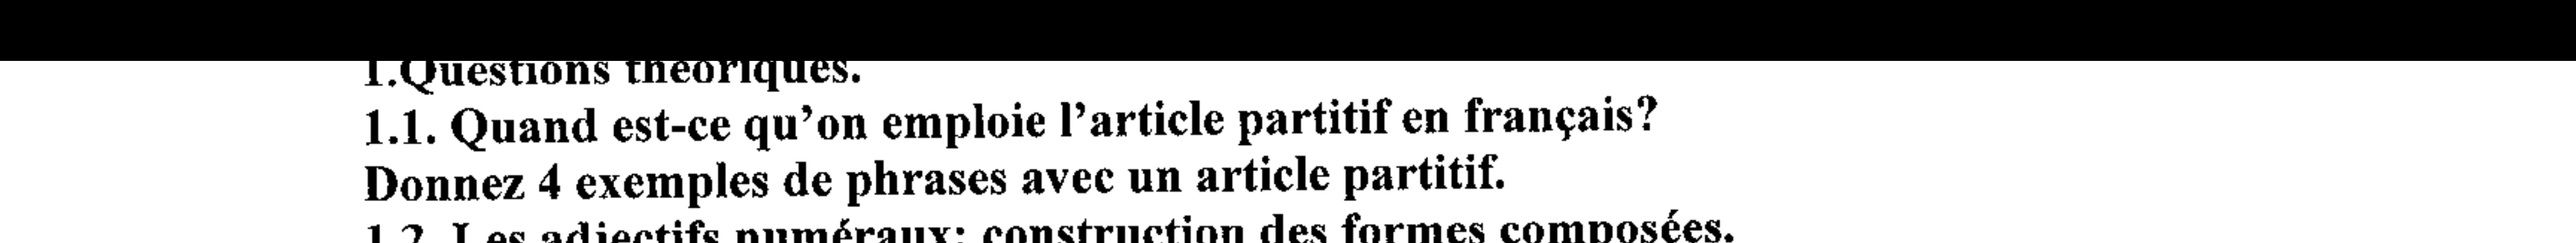 1.Questions théoriques.
1.1. Quand est-ce qu'on emploie l'article partitif en français?
Donnez 4 exemples de phrases avec un article partitif.
1.2. Les adjectifs numéraux: construction des formes composées.